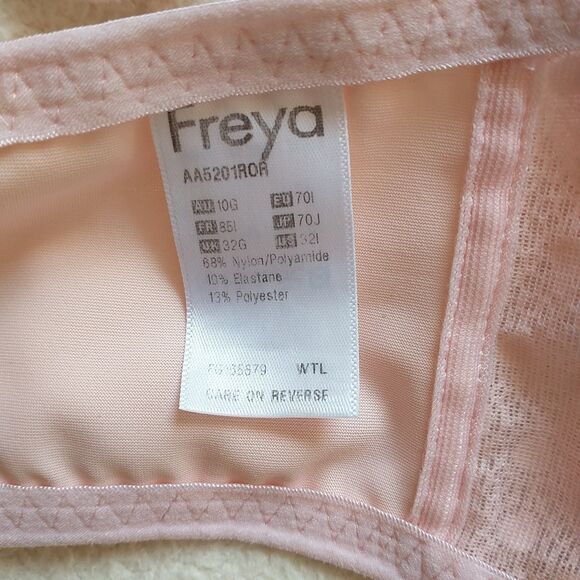 Freya
AA5201ROR
AU 10G EU 70I
FR 85I JP 70J
UK 32G US 32I
68% Nylon/Polyamide
10% Elastane
13% Polyester
WTL
CARE ON REVERSE